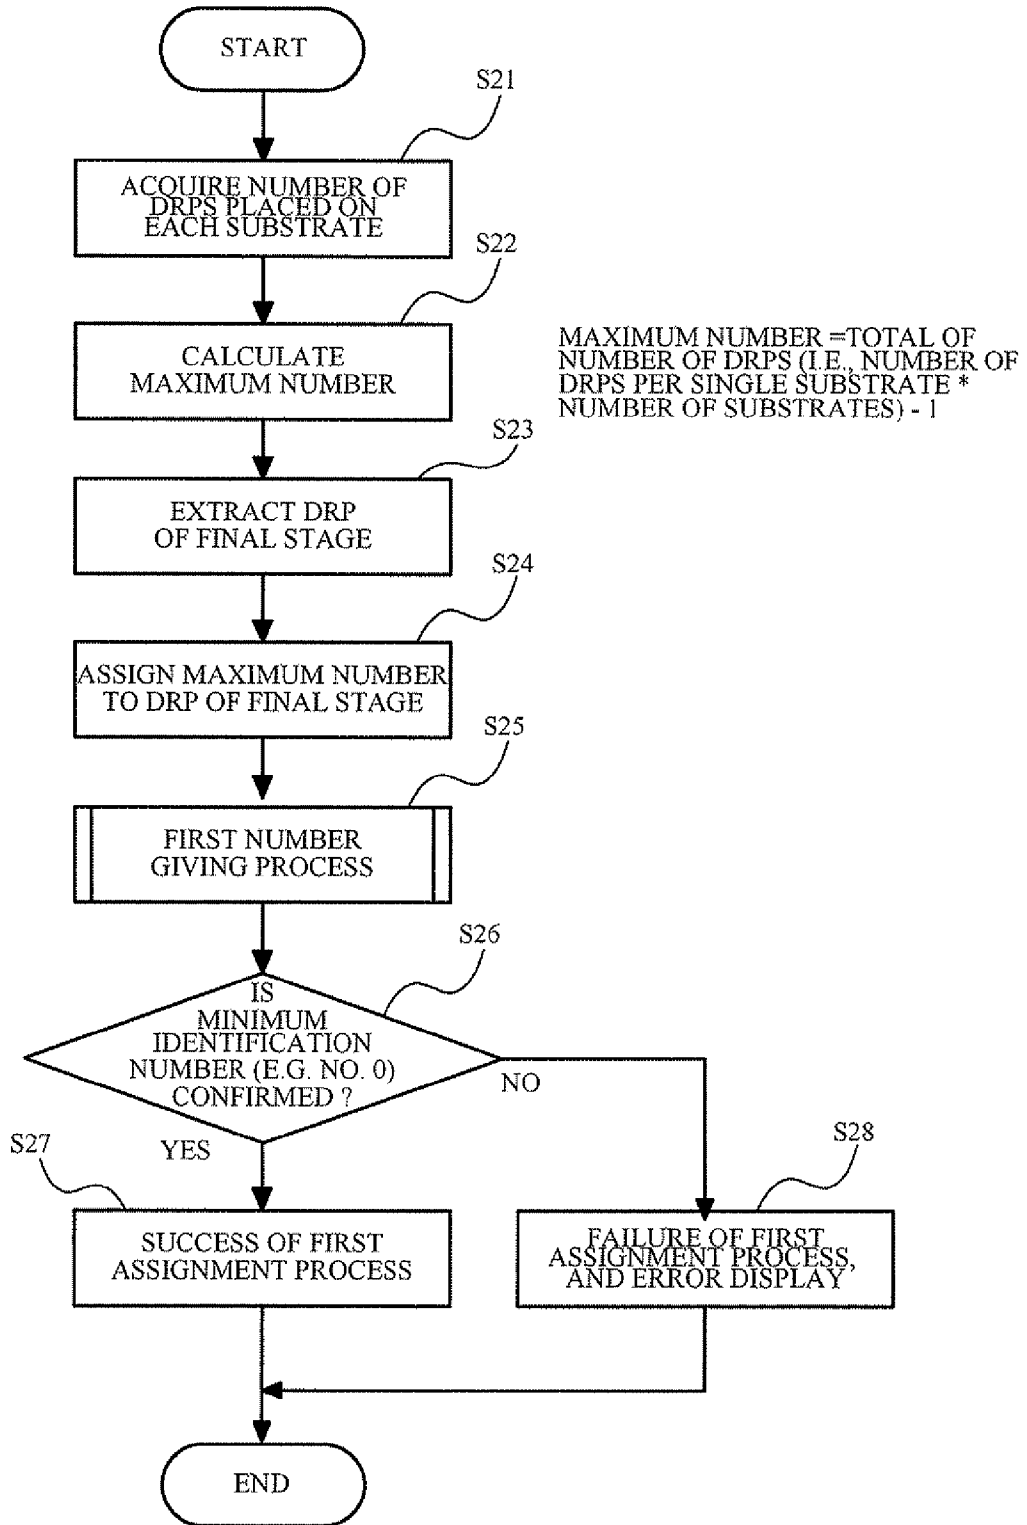 START
S21
ACQUIRE NUMBER OF
DRPS PLACED ON
EACH SUBSTRATE
S22
CALCULATE
MAXIMUM NUMBER
MAXIMUM NUMBER =TOTAL OF
NUMBER OF DRPS (I.E., NUMBER OF
DRPS PER SINGLE SUBSTRATE *
NUMBER OF SUBSTRATES) - 1
S23
EXTRACT DRP
OF FINAL STAGE
S24
ASSIGN MAXIMUM NUMBER
TO DRP OF FINAL STAGE
S25
FIRST NUMBER
GIVING PROCESS
S26
IS
MINIMUM
IDENTIFICATION
NUMBER (E.G. NO. 0)
CONFIRMED ?
NO
YES
S27
SUCCESS OF FIRST
ASSIGNMENT PROCESS
S28
FAILURE OF FIRST
ASSIGNMENT PROCESS,
AND ERROR DISPLAY
END